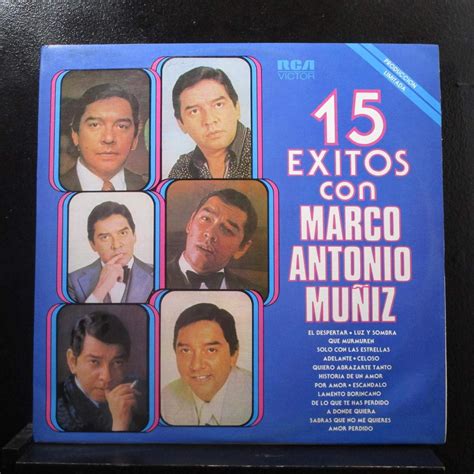 RCA
VICTOR
PRODUCCION
LIMITADA
15
EXITOS
con
MARCO
ANTONIO
MUÑIZ
EL DESPERTAR • LUZ Y SOMBRA
QUE MURMUREN
SOLO CON LAS ESTRELLAS
ADELANTE • CELOSO
QUIERO ABRAZARTE TANTO
HISTORIA DE UN AMOR
POR AMOR • ESCANDALO
LAMENTO BORINCANO
DE LO QUE TE HAS PERDIDO
A DONDE QUIERA
SABRAS QUE NO ME QUIERES
AMOR PERDIDO